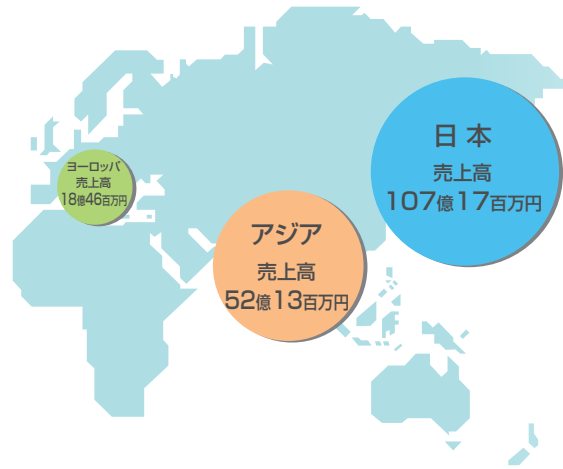 ヨーロッパ
売上高
18億46百万円
アジア
売上高
52億13百万円
日本
売上高
107億17百万円